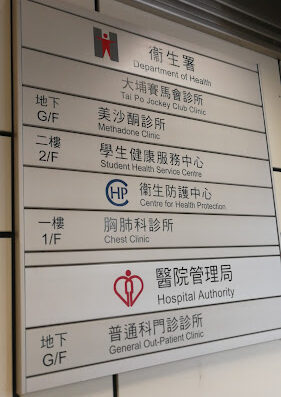 衞生署
Department of Health
大埔賽馬會診所
Tai Po Jockey Club Clinic
地下
G/F
美沙酮診所
Methadone Clinic
二樓
2/F
學生健康服務中心
Student Health Service Centre
CHP
衞生防護中心
Centre for Health Protection
一樓
1/F
胸肺科診所
Chest Clinic
醫院管理局
Hospital Authority
地下
G/F
普通科門診診所
General Out-Patient Clinic